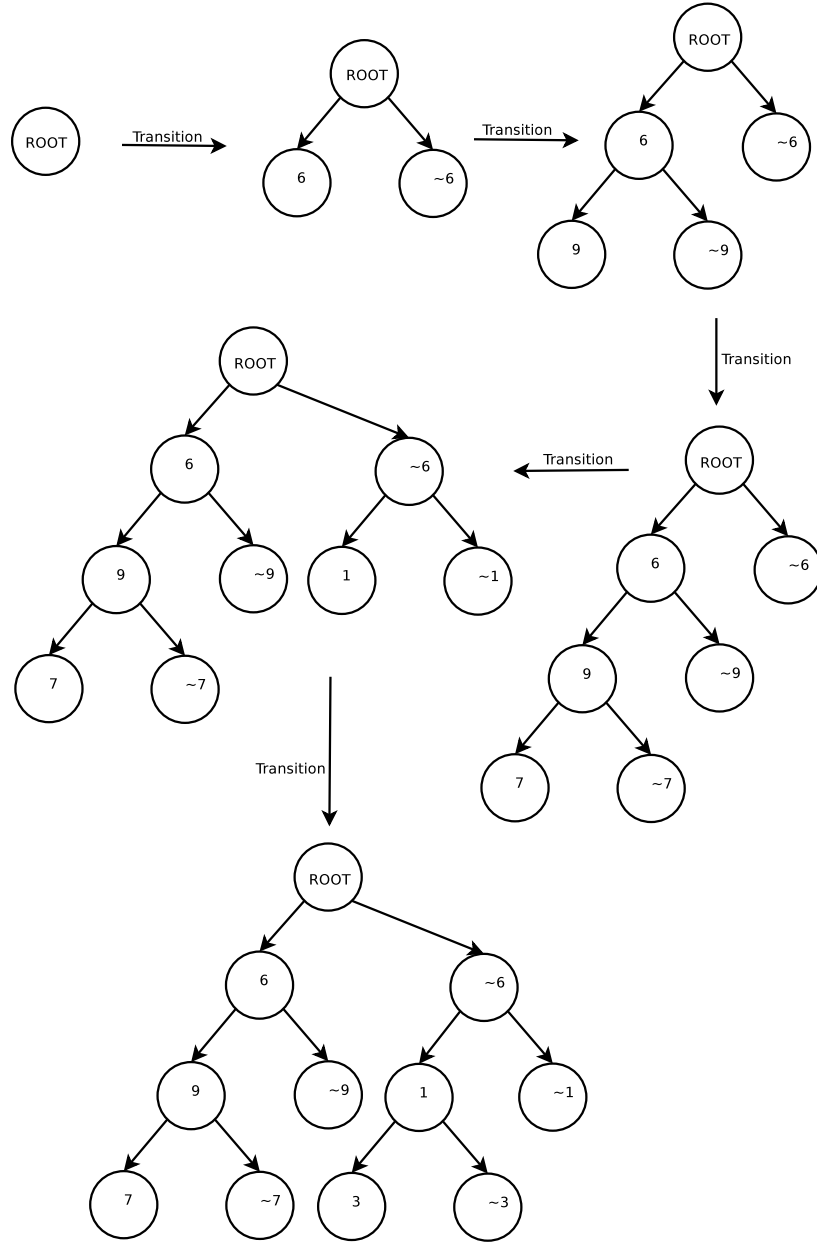 ROOT
Transition
ROOT
6
~6
Transition
ROOT
6
~6
9
~9
Transition
ROOT
6
~6
9
~9
7
~7
Transition
ROOT
6
~6
9
~9
1
~1
7
~7
Transition
ROOT
6
~6
9
~9
1
~1
7
~7
3
~3